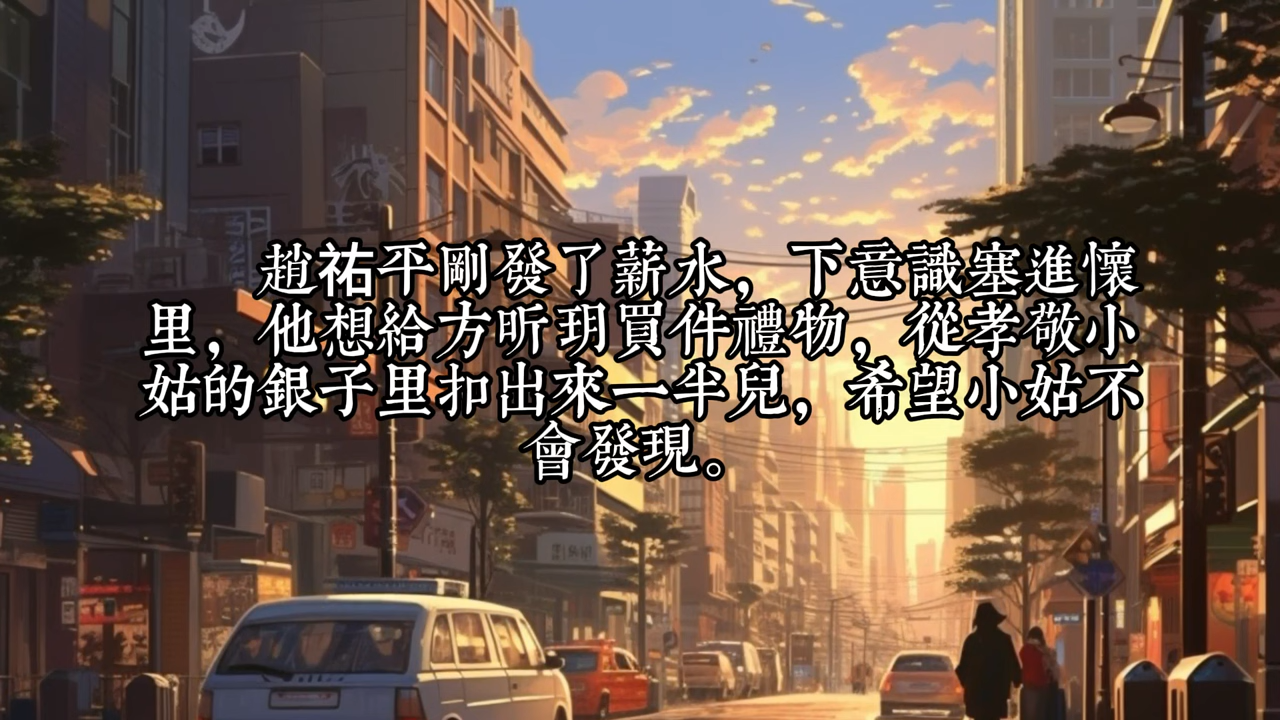 趙祐平剛發了薪水，下意識塞進懷
里，他想給方昕玥買件禮物，從孝敬小
姑的銀子里扣出來一半兒，希望小姑不
會發現。